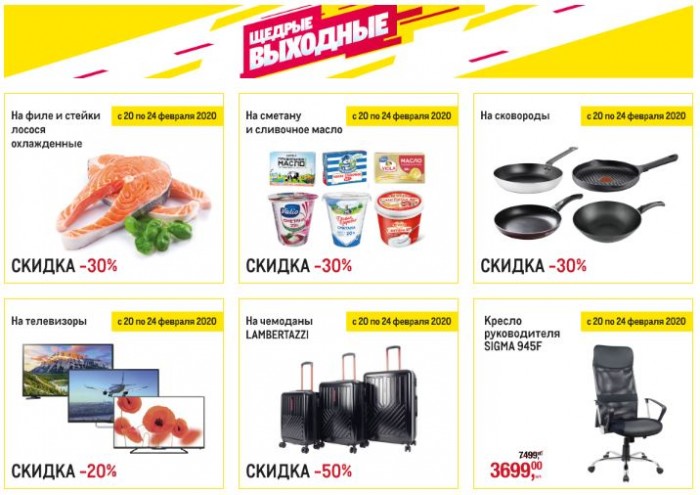 ЩЕДРЫЕ
ВЫХОДНЫЕ
На филе и стейки
лосося
охлажденные
с 20 по 24 февраля 2020
СКИДКА -30%
На сметану
и сливочное масло
с 20 по 24 февраля 2020
МАСЛО
Viola
Valio
СКИДКА -30%
На сковороды
с 20 по 24 февраля 2020
СКИДКА -30%
На телевизоры
с 20 по 24 февраля 2020
СКИДКА -20%
На чемоданы
LAMBERTAZZI
с 20 по 24 февраля 2020
СКИДКА -50%
Кресло
руководителя
SIGMA 945F
с 20 по 24 февраля 2020
7499,-
3699,00